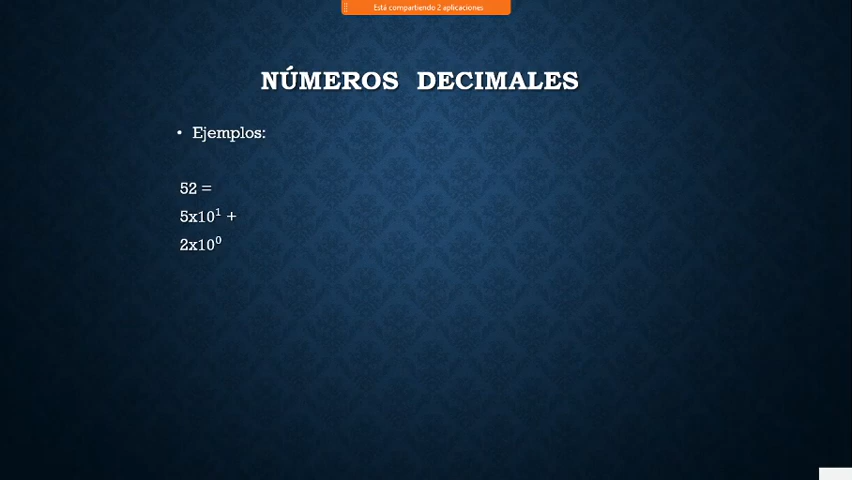 Está compartiendo 2 aplicaciones
NÚMEROS DECIMALES
• Ejemplos:
52 =
5x10¹ +
2x10⁰